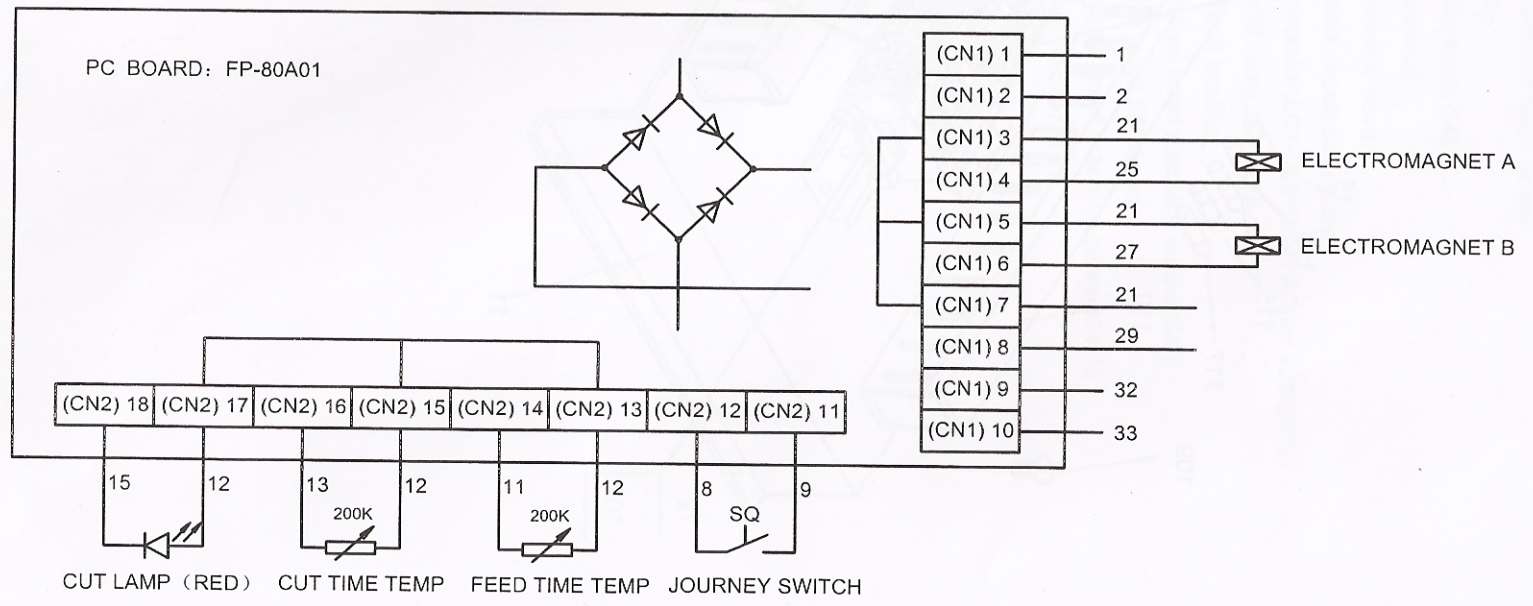 PC BOARD: FP-80A01
(CN1) 1 1
(CN1) 2 2
(CN1) 3 21
ELECTROMAGNET A
(CN1) 4 25
(CN1) 5 21
ELECTROMAGNET B
(CN1) 6 27
(CN1) 7 21
(CN1) 8 29
(CN1) 9 32
(CN1) 10 33
(CN2) 18 (CN2) 17 (CN2) 16 (CN2) 15 (CN2) 14 (CN2) 13 (CN2) 12 (CN2) 11
15 12 13 12 11 12 8 9
200K 200K SQ
CUT LAMP (RED) CUT TIME TEMP FEED TIME TEMP JOURNEY SWITCH